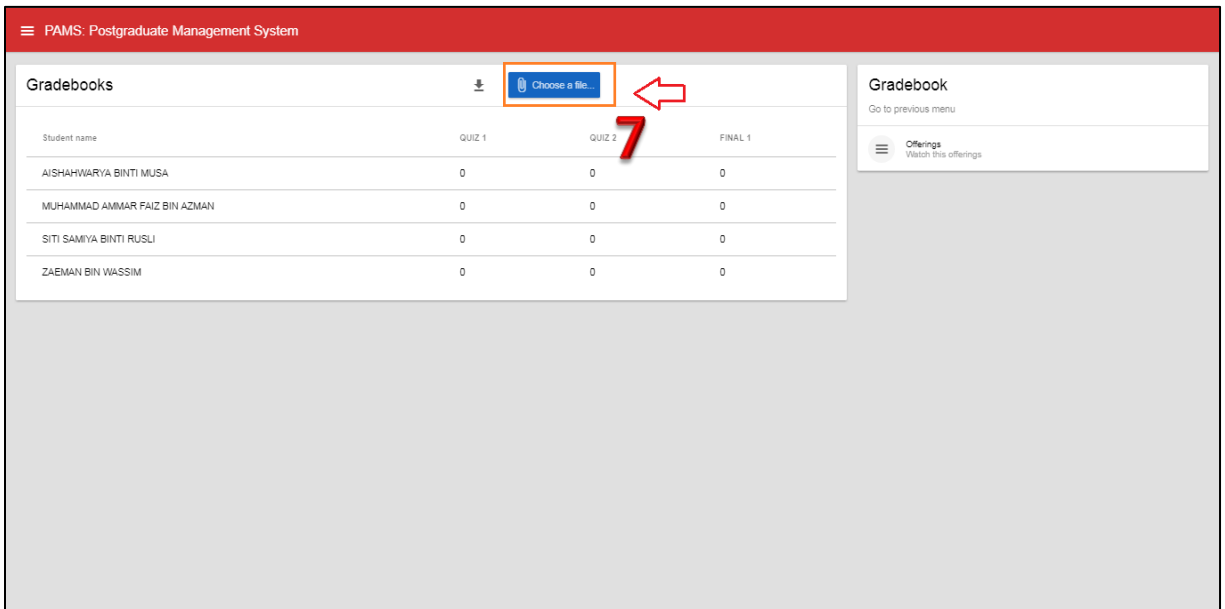 PAMS: Postgraduate Management System
Gradebooks
Choose a file...
7
Student name QUIZ 1 QUIZ 2 FINAL 1
AISHAHWARYA BINTI MUSA 0 0 0
MUHAMMAD AMMAR FAIZ BIN AZMAN 0 0 0
SITI SAMIYA BINTI RUSLI 0 0 0
ZAEMAN BIN WASSIM 0 0 0
Gradebook
Go to previous menu
Offerings
Watch this offerings